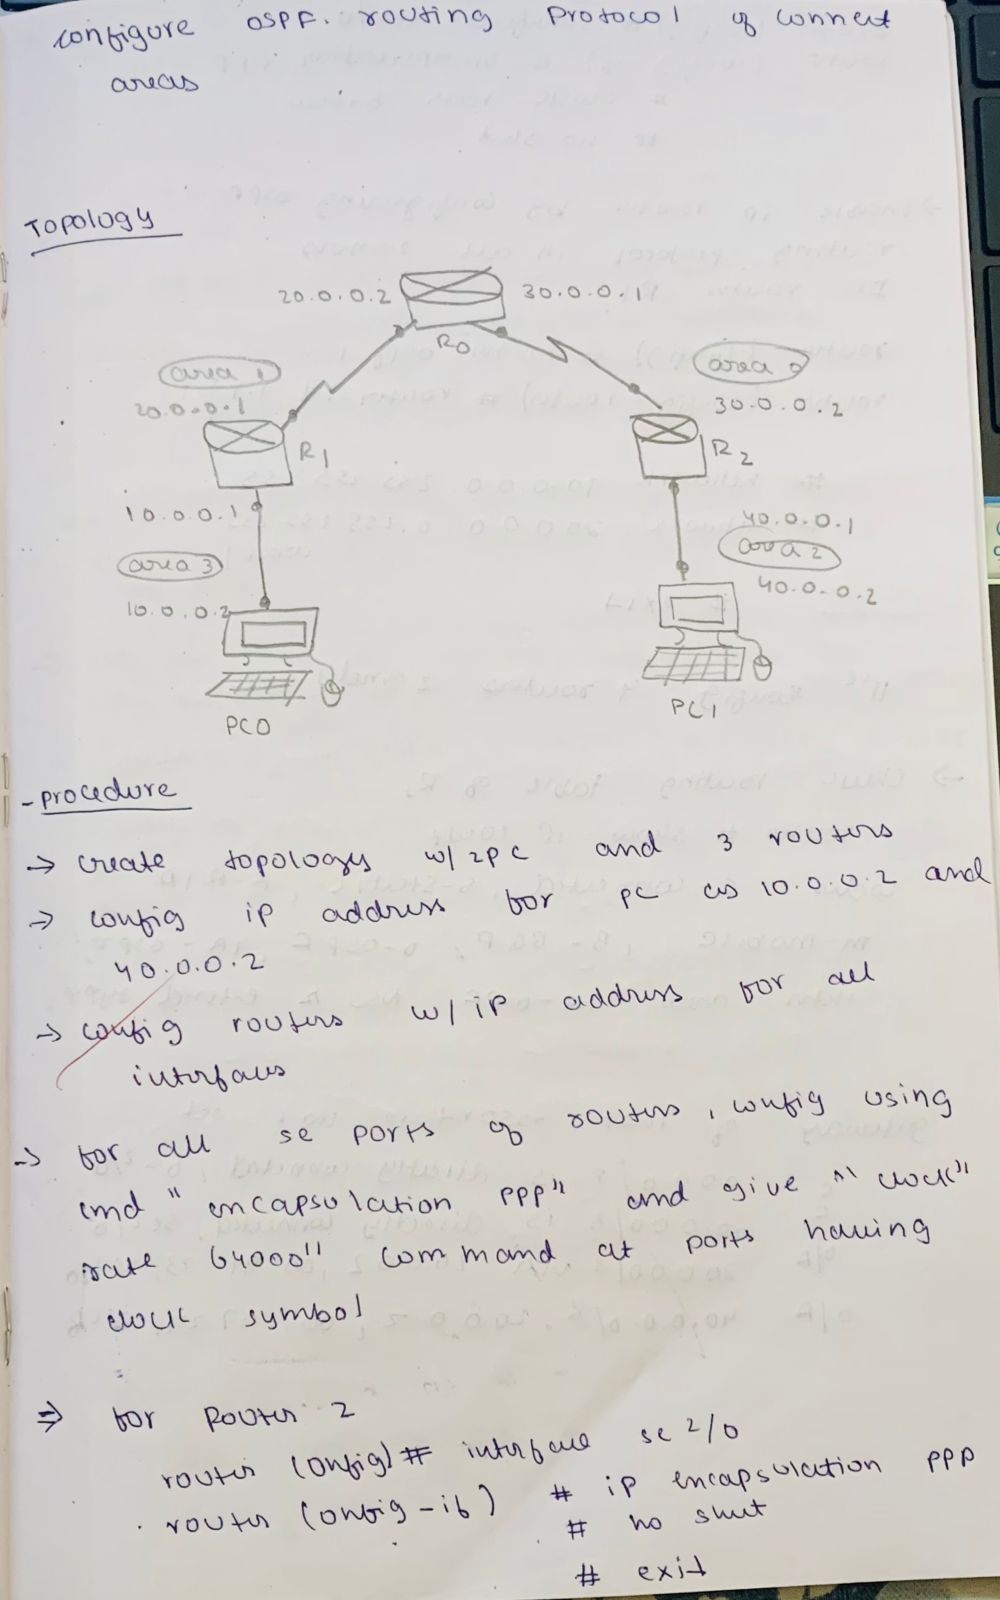 configure OSPF. routing protocol of connect
areas
Topology
20.0.0.2
30.0.0.1
R0
area 1
area 0
20.0.0.1
30.0.0.2
R1
R2
10.0.0.1
40.0.0.1
area 3
area 2
10.0.0.2
40.0.0.2
PC0
PC1
- procedure
→ create topology w/ 2pc and 3 routers
→ config ip address for pc as 10.0.0.2 and
40.0.0.2
→ config routers w/ ip address for all
interfaces
→ for all se ports of routers, config using
cmd "encapsulation PPP" and give "clock"
rate 64000" command at ports having
clock symbol
⇒ for Router 2
router (config) # interface se 2/0
router (config-if) # ip encapsulation PPP
# no shut
# exit